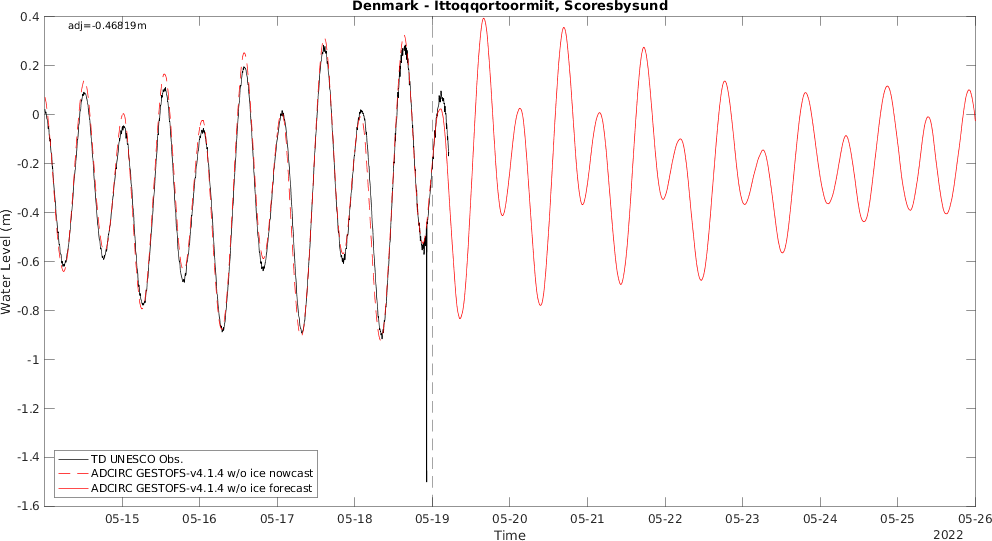 Denmark - Ittoqqortoormiit, Scoresbysund
adj=-0.46819m
0.4
0.2
0
-0.2
-0.4
-0.6
-0.8
-1
-1.2
-1.4
-1.6
Water Level (m)
TD UNESCO Obs.
ADCIRC GESTOFS-v4.1.4 w/o ice nowcast
ADCIRC GESTOFS-v4.1.4 w/o ice forecast
05-15 05-16 05-17 05-18 05-19 05-20 05-21 05-22 05-23 05-24 05-25 05-26
Time
2022